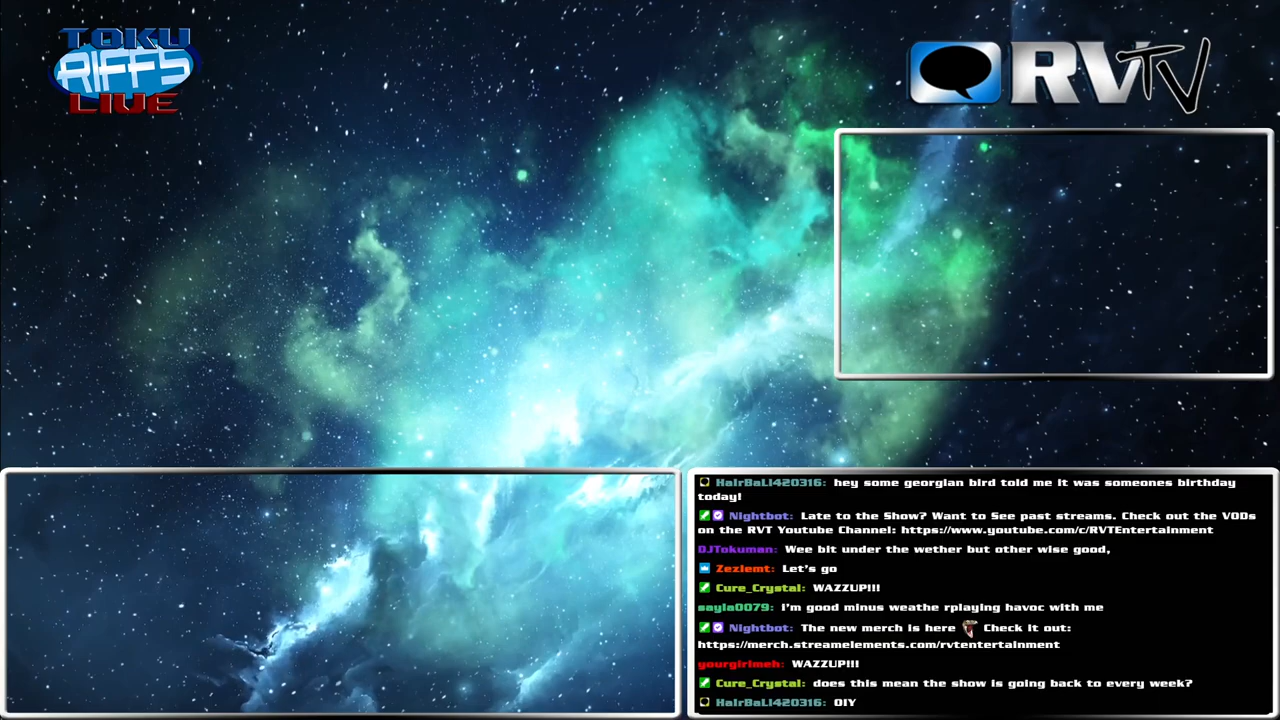 TOKU
RIFFS
LIVE
RVTV
HairBall420316: hey some georgian bird told me it was someones birthday
today!
Nightbot: Late to the Show? Want to See past streams. Check out the VODs
on the RVT Youtube Channel: https://www.youtube.com/c/RVTEntertainment
DJTokuman: Wee bit under the wether but other wise good,
Zezlemt: Let's go
Cure_Crystal: WAZZUP!!!
sayla0079: i'm good minus weathe rplaying havoc with me
Nightbot: The new merch is here Check it out:
https://merch.streamelements.com/rvtentertainment
yourgirlmeh: WAZZUP!!!
Cure_Crystal: does this mean the show is going back to every week?
HairBall420316: OIY